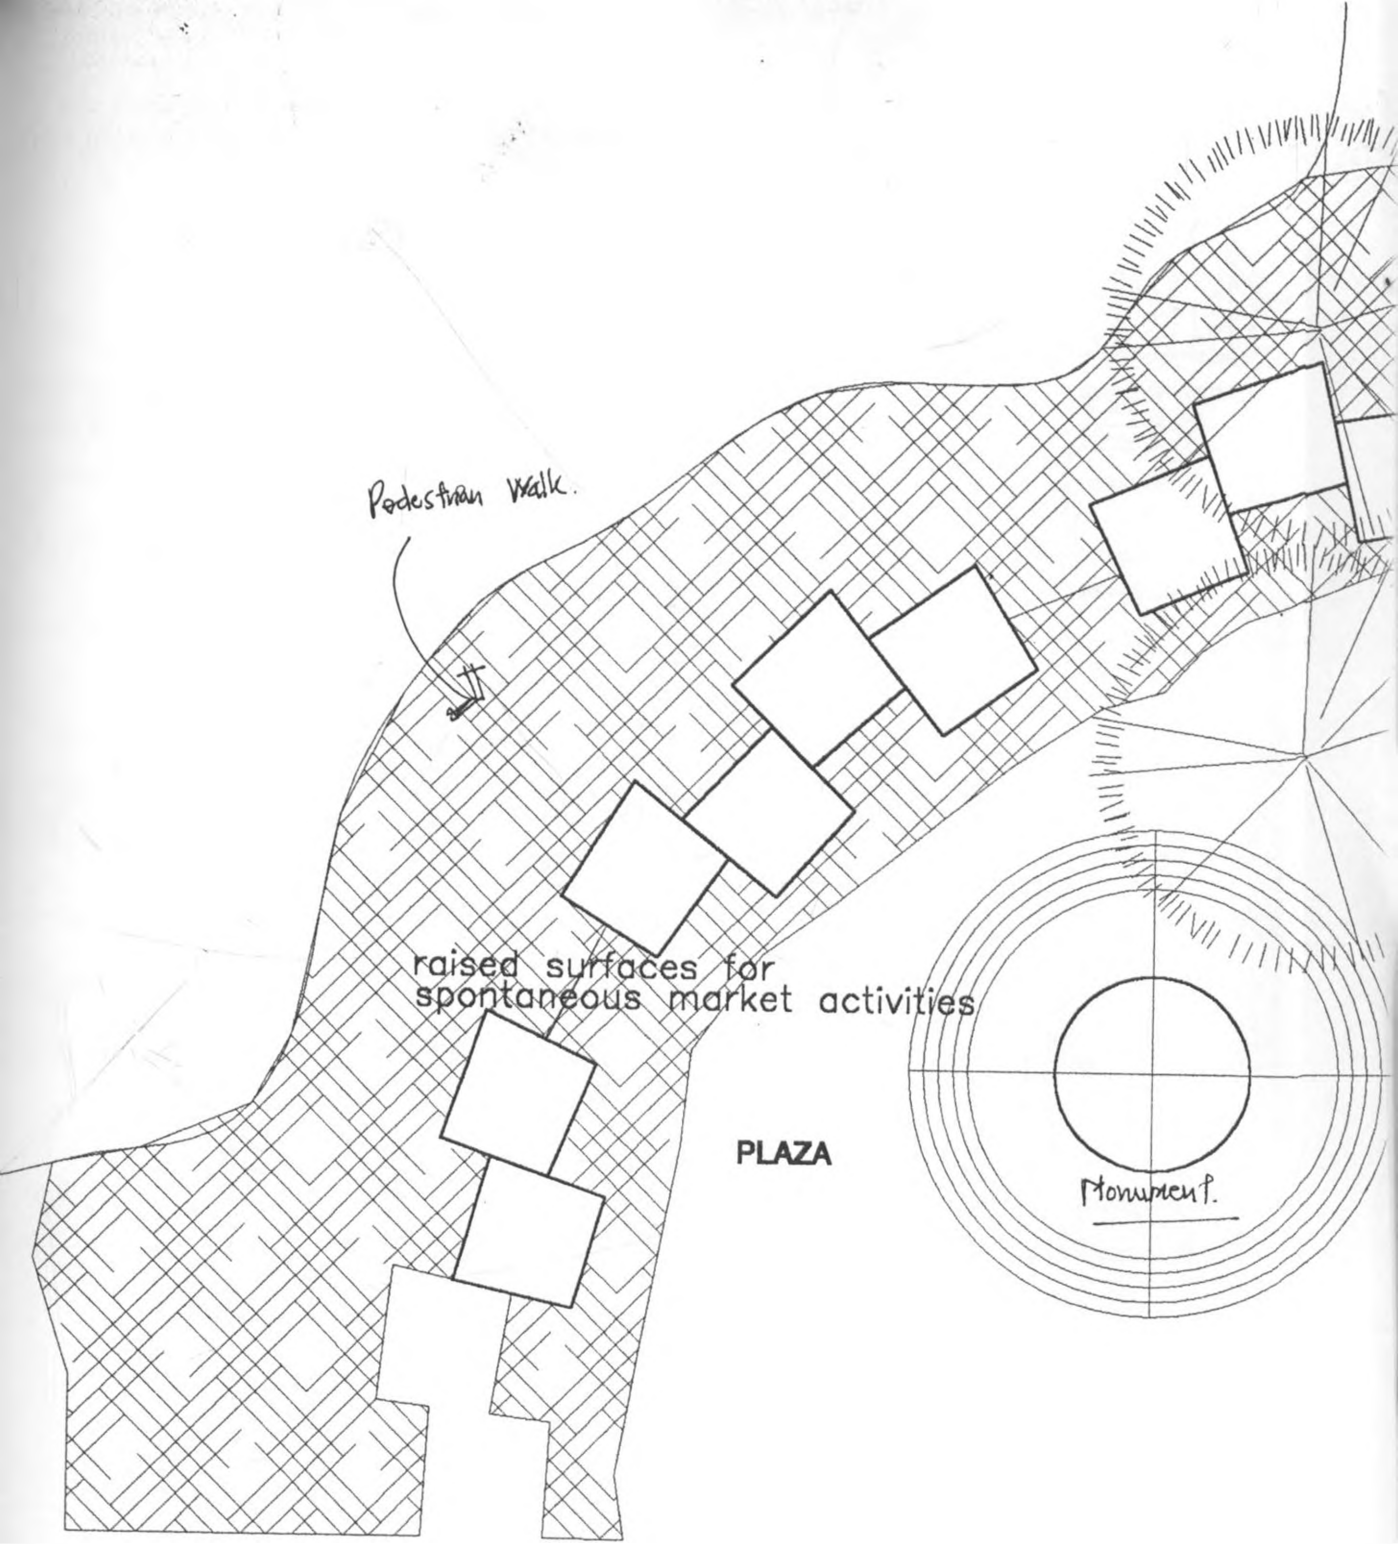 Pedestrian Walk.
raised surfaces for
spontaneous market activities
PLAZA
Monument.